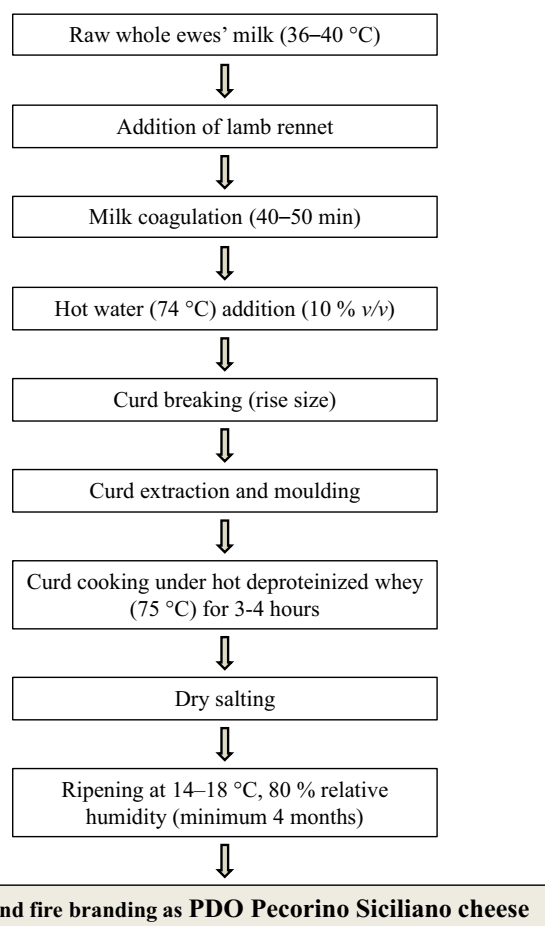 Raw whole ewes’ milk (36–40 °C)
Addition of lamb rennet
Milk coagulation (40–50 min)
Hot water (74 °C) addition (10 % v/v)
Curd breaking (rise size)
Curd extraction and moulding
Curd cooking under hot deproteinized whey
(75 °C) for 3-4 hours
Dry salting
Ripening at 14–18 °C, 80 % relative
humidity (minimum 4 months)
fire branding as PDO Pecorino Siciliano cheese